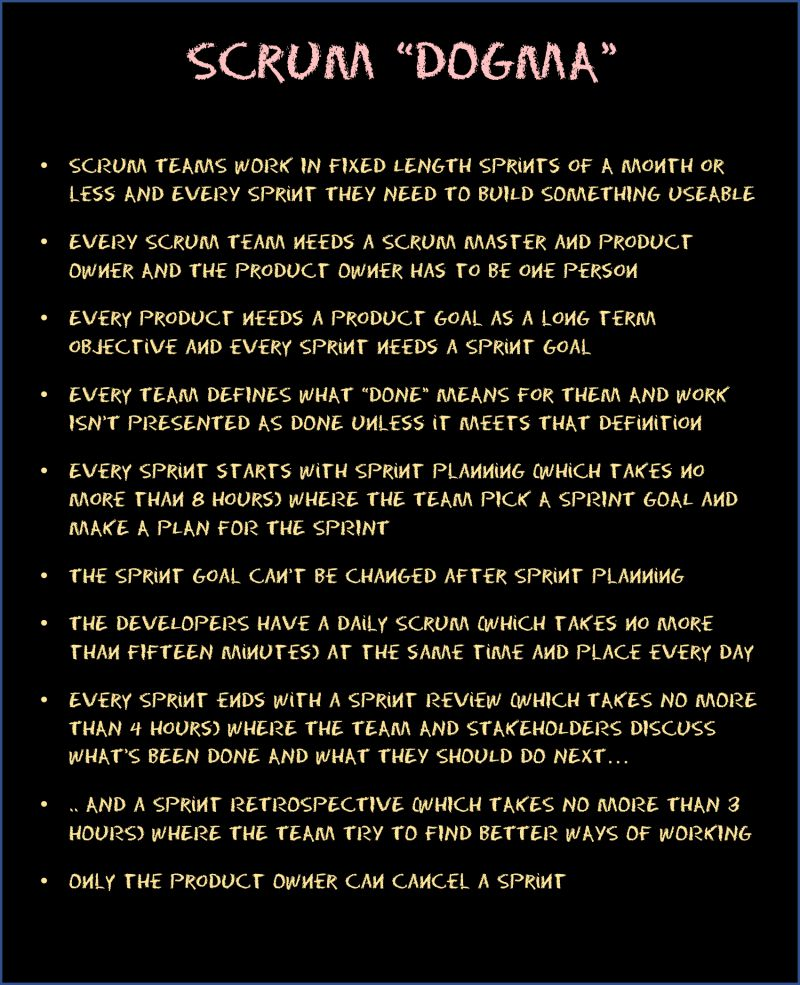 SCRUM “DOGMA”
• SCRUM TEAMS WORK IN FIXED LENGTH SPRINTS OF A MONTH OR
LESS AND EVERY SPRINT THEY NEED TO BUILD SOMETHING USEABLE
• EVERY SCRUM TEAM NEEDS A SCRUM MASTER AND PRODUCT
OWNER AND THE PRODUCT OWNER HAS TO BE ONE PERSON
• EVERY PRODUCT NEEDS A PRODUCT GOAL AS A LONG TERM
OBJECTIVE AND EVERY SPRINT NEEDS A SPRINT GOAL
• EVERY TEAM DEFINES WHAT “DONE” MEANS FOR THEM AND WORK
ISN'T PRESENTED AS DONE UNLESS IT MEETS THAT DEFINITION
• EVERY SPRINT STARTS WITH SPRINT PLANNING (WHICH TAKES NO
MORE THAN 8 HOURS) WHERE THE TEAM PICK A SPRINT GOAL AND
MAKE A PLAN FOR THE SPRINT
• THE SPRINT GOAL CAN'T BE CHANGED AFTER SPRINT PLANNING
• THE DEVELOPERS HAVE A DAILY SCRUM (WHICH TAKES NO MORE
THAN FIFTEEN MINUTES) AT THE SAME TIME AND PLACE EVERY DAY
• EVERY SPRINT ENDS WITH A SPRINT REVIEW (WHICH TAKES NO MORE
THAN 4 HOURS) WHERE THE TEAM AND STAKEHOLDERS DISCUSS
WHAT'S BEEN DONE AND WHAT THEY SHOULD DO NEXT...
• .. AND A SPRINT RETROSPECTIVE (WHICH TAKES NO MORE THAN 3
HOURS) WHERE THE TEAM TRY TO FIND BETTER WAYS OF WORKING
• ONLY THE PRODUCT OWNER CAN CANCEL A SPRINT